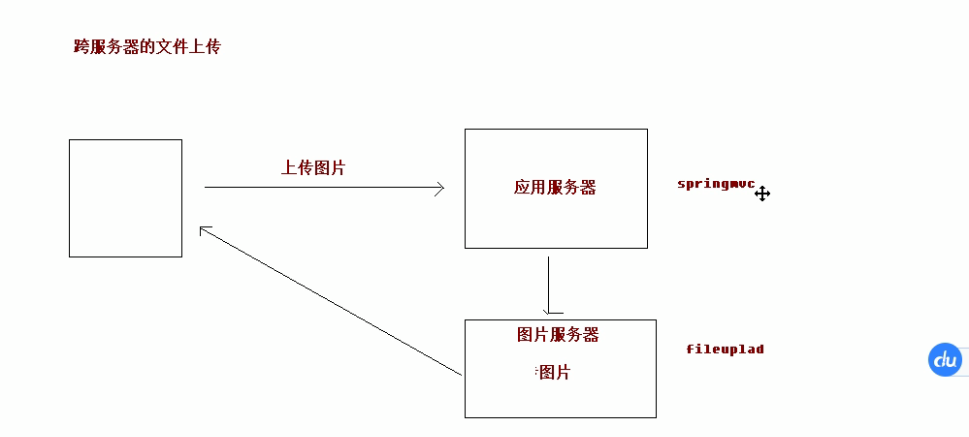 跨服务器的文件上传
上传图片
应用服务器
springmvc
图片服务器
fileuplad
图片
du